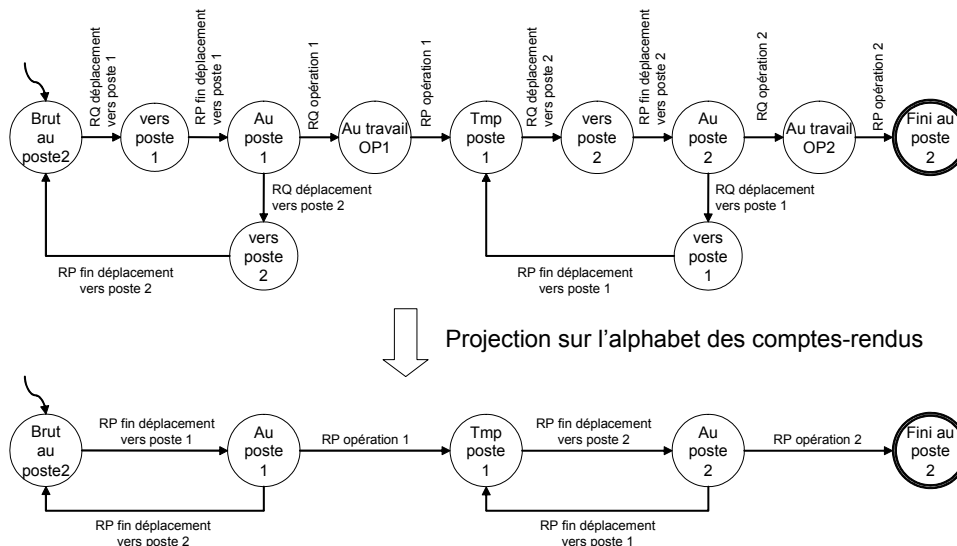 RQ déplacement
vers poste 1
RP fin déplacement
vers poste 1
RQ opération 1
RP opération 1
RQ déplacement
vers poste 2
RP fin déplacement
vers poste 2
RQ opération 2
RP opération 2
Brut
au
poste2
vers
poste
1
Au
poste
1
Au travail
OP1
Tmp
poste
1
vers
poste
2
Au
poste
2
Au travail
OP2
Fini au
poste
2
RQ déplacement
vers poste 2
RQ déplacement
vers poste 1
vers
poste
2
vers
poste
1
RP fin déplacement
vers poste 2
RP fin déplacement
vers poste 1
Projection sur l’alphabet des comptes-rendus
Brut
au
poste2
RP fin déplacement
vers poste 1
Au
poste
1
RP opération 1
Tmp
poste
1
RP fin déplacement
vers poste 2
Au
poste
2
RP opération 2
Fini au
poste
2
RP fin déplacement
vers poste 2
RP fin déplacement
vers poste 1